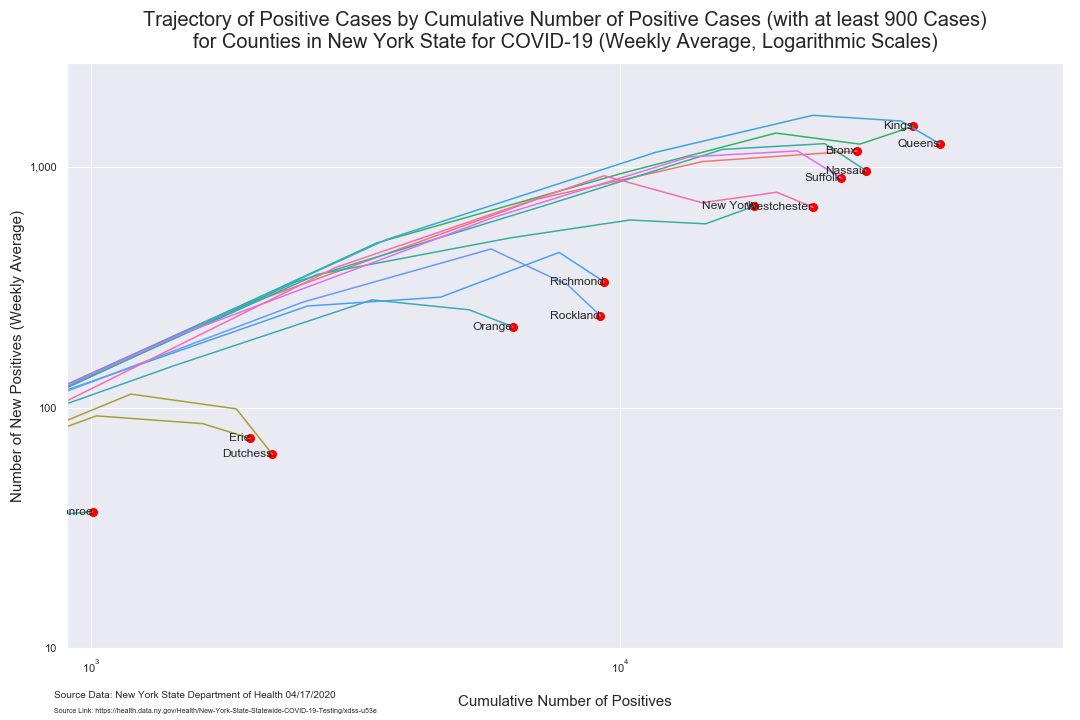 Trajectory of Positive Cases by Cumulative Number of Positive Cases (with at least 900 Cases)
for Counties in New York State for COVID-19 (Weekly Average, Logarithmic Scales)
Number of New Positives (Weekly Average)
1,000
100
10
Kings
Queens
Bronx
Nassau
Suffolk
New York
Westchester
Richmond
Rockland
Orange
Erie
Dutchess
10³
10⁴
Cumulative Number of Positives
Source Data: New York State Department of Health 04/17/2020
Source Link: https://health.data.ny.gov/Health/New-York-State-Statewide-COVID-19-Testing/xdss-u53e